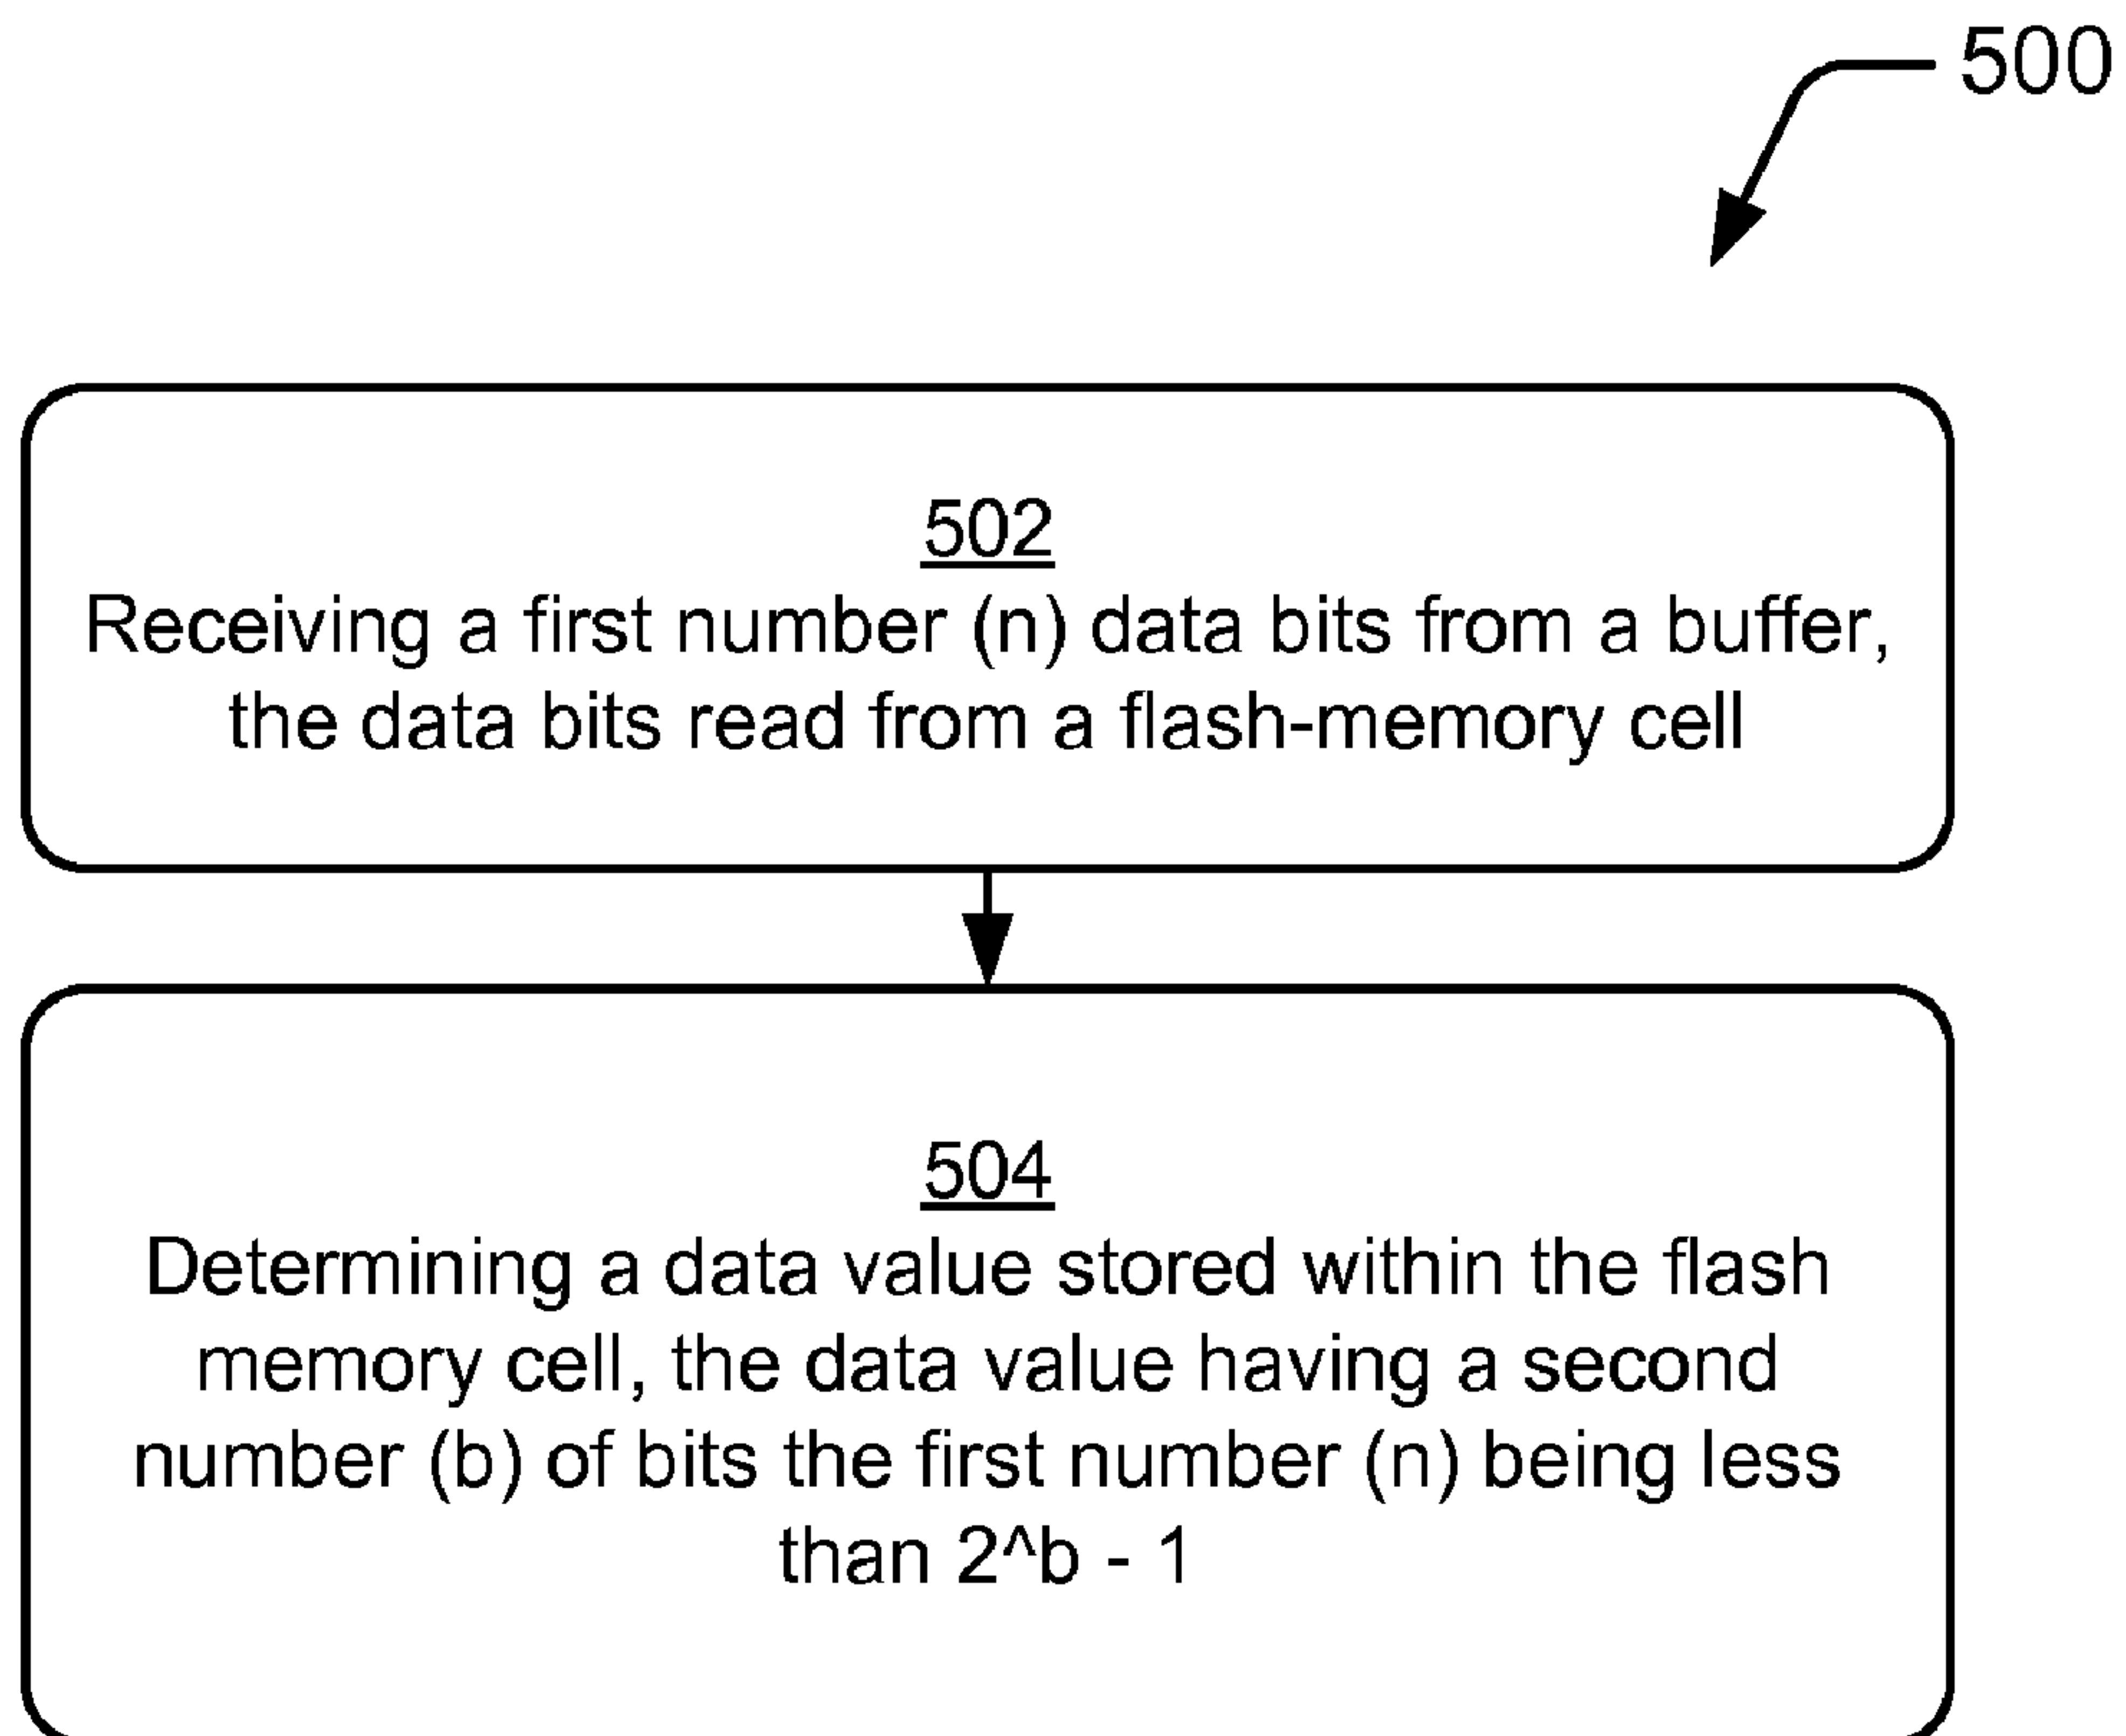 500
502
Receiving a first number (n) data bits from a buffer,
the data bits read from a flash-memory cell
504
Determining a data value stored within the flash
memory cell, the data value having a second
number (b) of bits the first number (n) being less
than 2^b - 1